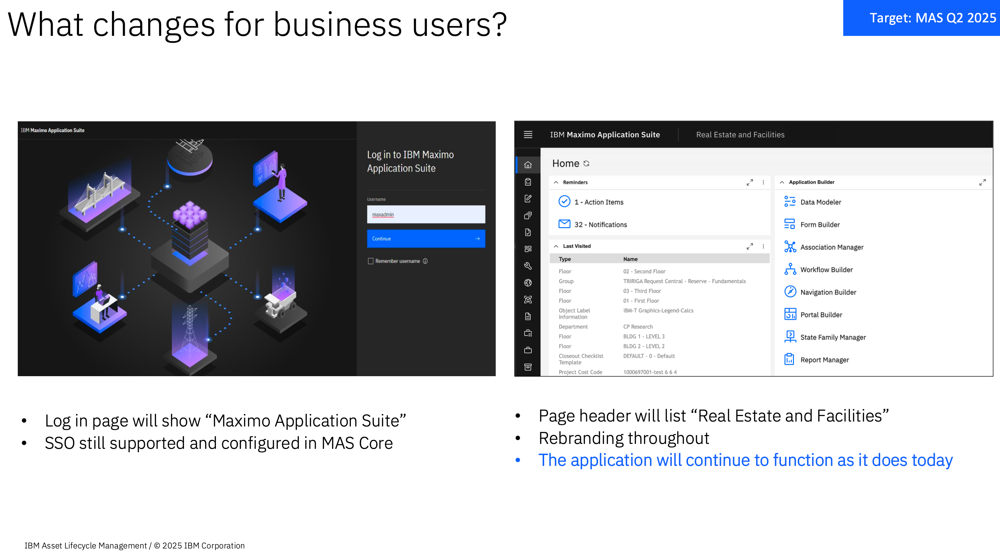 What changes for business users?
Target: MAS Q2 2025
IBM Maximo Application Suite
Log in to IBM Maximo
Application Suite
Username
maxadmin
Continue
Remember username
IBM Maximo Application Suite
Real Estate and Facilities
Home
Reminders
1 - Action Items
32 - Notifications
Last Visited
Type Name
Floor 02 - Second Floor
Group TRIRIGA Request Central - Reserve - Fundamentals
Floor 03 - Third Floor
Floor 01 - First Floor
Object Label IBM-T Graphics-Legend-Calcs
Information
Department CP Research
Floor BLDG 1 - LEVEL 3
Floor BLDG 2 - LEVEL 2
Closeout Checklist DEFAULT - 0 - Default
Template
Project Cost Code 1000697001-test 6 6 4
Application Builder
Data Modeler
Form Builder
Association Manager
Workflow Builder
Navigation Builder
Portal Builder
State Family Manager
Report Manager
• Log in page will show “Maximo Application Suite”
• SSO still supported and configured in MAS Core
• Page header will list “Real Estate and Facilities”
• Rebranding throughout
• The application will continue to function as it does today
IBM Asset Lifecycle Management / © 2025 IBM Corporation